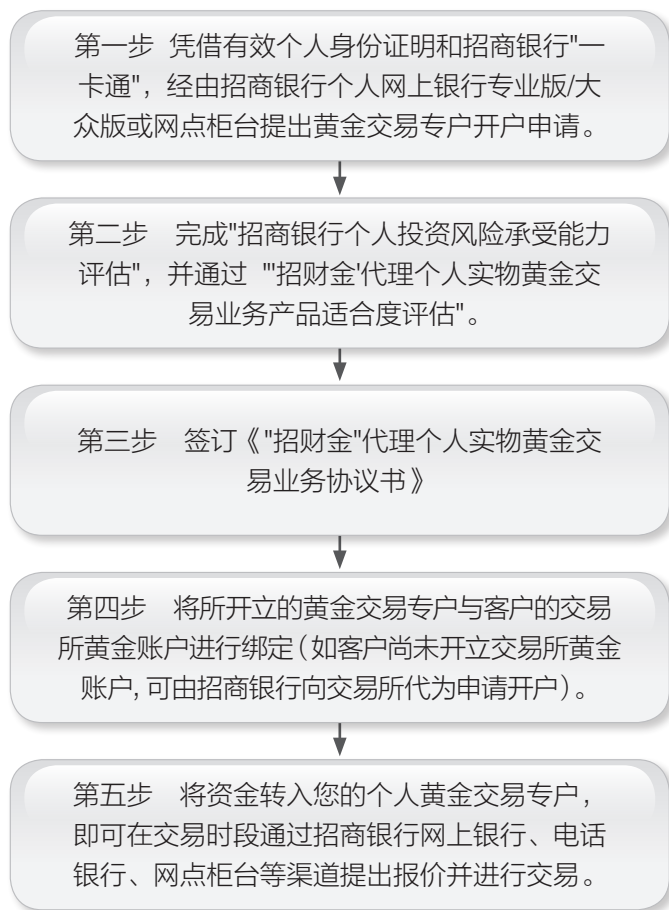 第一步 凭借有效个人身份证明和招商银行"一
卡通"，经由招商银行个人网上银行专业版/大
众版或网点柜台提出黄金交易专户开户申请。
第二步 完成"招商银行个人投资风险承受能力
评估"，并通过 "'招财金'代理个人实物黄金交
易业务产品适合度评估"。
第三步 签订《"招财金"代理个人实物黄金交
易业务协议书》
第四步 将所开立的黄金交易专户与客户的交易
所黄金账户进行绑定（如客户尚未开立交易所黄金
账户，可由招商银行向交易所代为申请开户）。
第五步 将资金转入您的个人黄金交易专户，
即可在交易时段通过招商银行网上银行、电话
银行、网点柜台等渠道提出报价并进行交易。